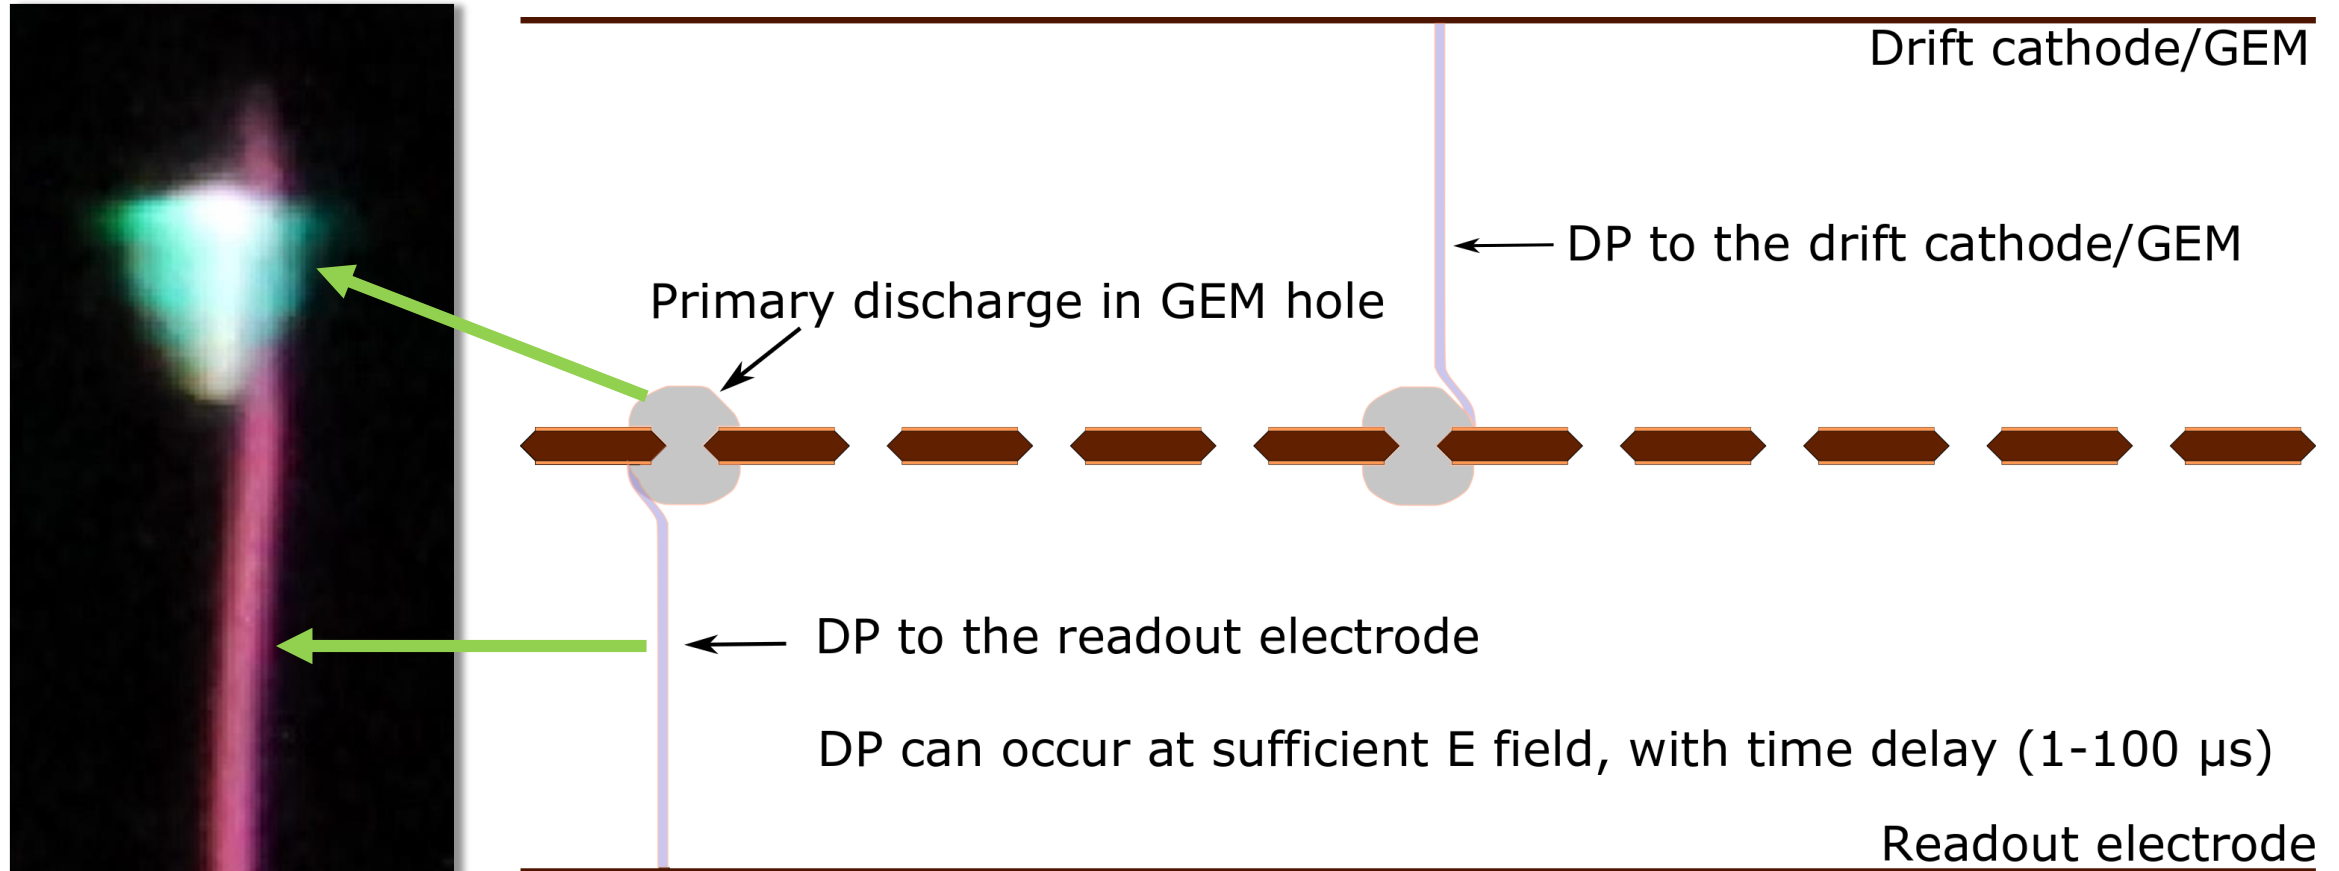 Drift cathode/GEM
DP to the drift cathode/GEM
Primary discharge in GEM hole
DP to the readout electrode
DP can occur at sufficient E field, with time delay (1-100 µs)
Readout electrode